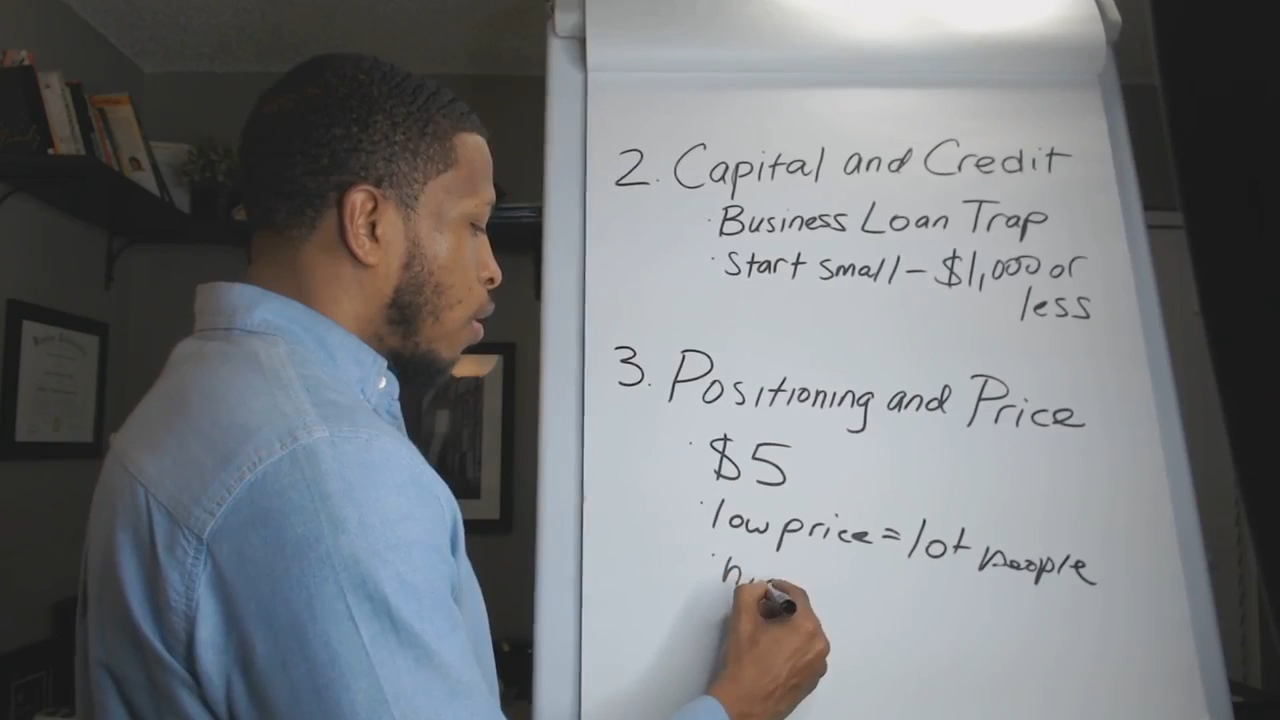 2. Capital and Credit
· Business Loan Trap
· Start small – $1,000 or
less
3. Positioning and Price
· $5
· low price = lot people
· h